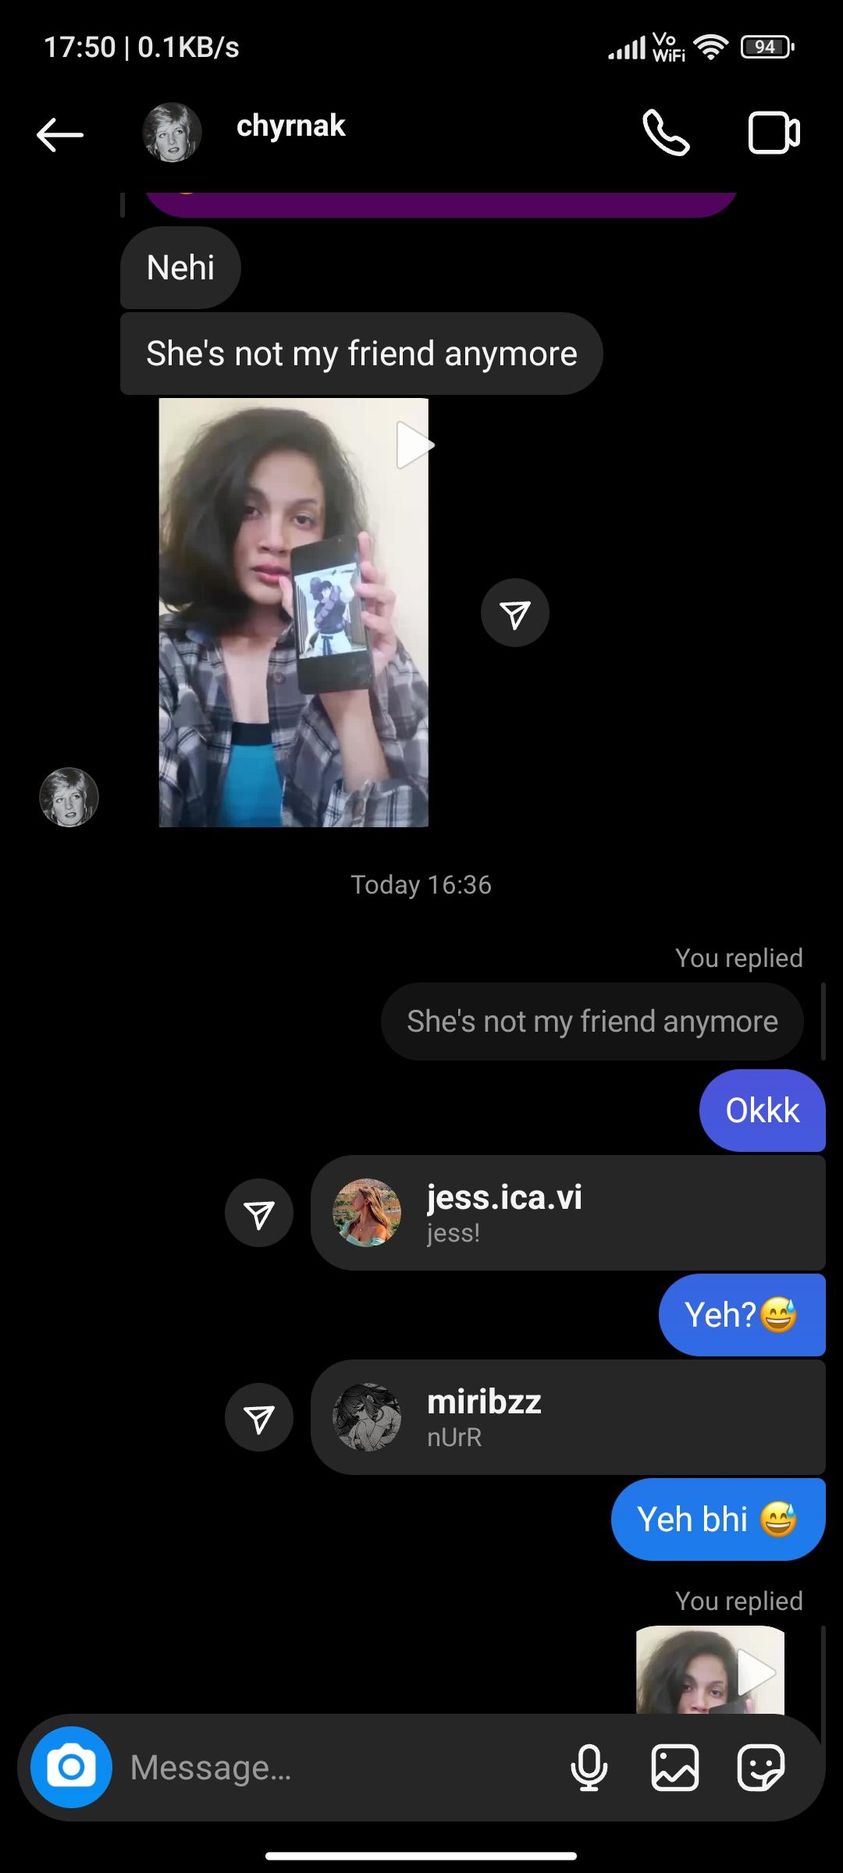 17:50 | 0.1KB/s
Vo
WiFi
94
chyrnak
Nehi
She's not my friend anymore
Today 16:36
You replied
She's not my friend anymore
Okkk
jess.ica.vi
jess!
Yeh?😅
miribzz
nUrR
Yeh bhi 😅
You replied
Message...